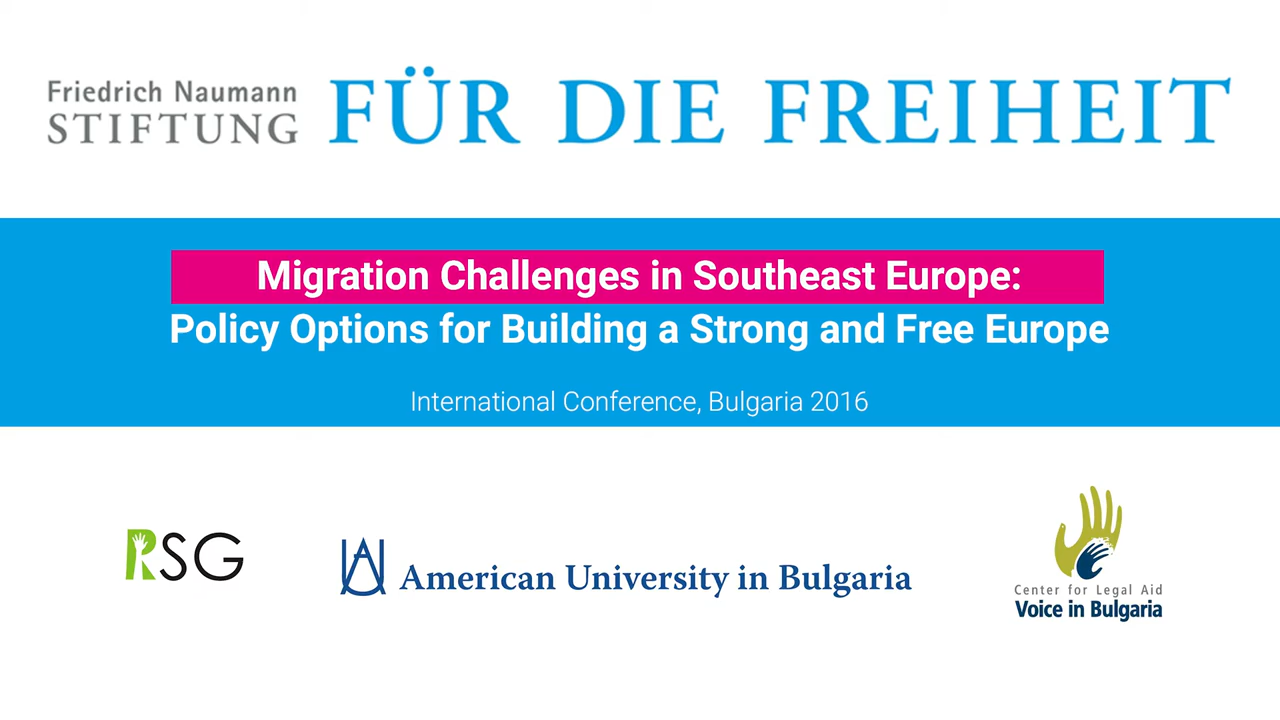 Friedrich Naumann
STIFTUNG FÜR DIE FREIHEIT
Migration Challenges in Southeast Europe:
Policy Options for Building a Strong and Free Europe
International Conference, Bulgaria 2016
RSG
AU American University in Bulgaria
Center for Legal Aid
Voice in Bulgaria